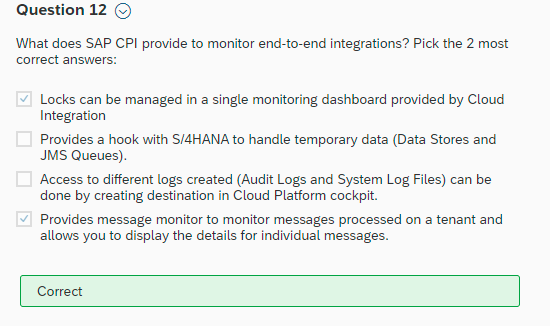 Question 12
What does SAP CPI provide to monitor end-to-end integrations? Pick the 2 most
correct answers:
Locks can be managed in a single monitoring dashboard provided by Cloud
Integration
Provides a hook with S/4HANA to handle temporary data (Data Stores and
JMS Queues).
Access to different logs created (Audit Logs and System Log Files) can be
done by creating destination in Cloud Platform cockpit.
Provides message monitor to monitor messages processed on a tenant and
allows you to display the details for individual messages.
Correct